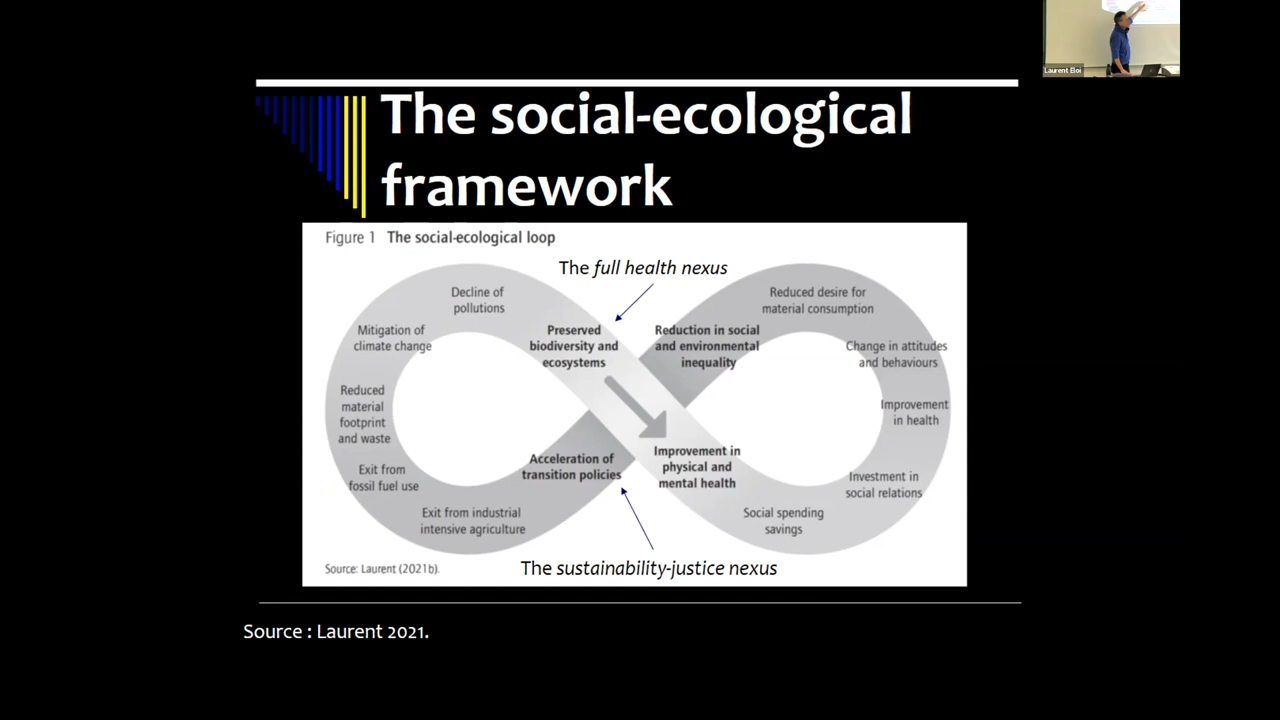 Laurent Eloi
The social-ecological
framework
Figure 1 The social-ecological loop
The full health nexus
Decline of
pollutions
Reduced desire for
material consumption
Mitigation of
climate change
Preserved
biodiversity and
ecosystems
Reduction in social
and environmental
inequality
Change in attitudes
and behaviours
Reduced
material
footprint
and waste
Improvement
in health
Exit from
fossil fuel use
Acceleration of
transition policies
Improvement in
physical and
mental health
Investment in
social relations
Exit from industrial
intensive agriculture
Social spending
savings
Source: Laurent (2021b).
The sustainability-justice nexus
Source : Laurent 2021.